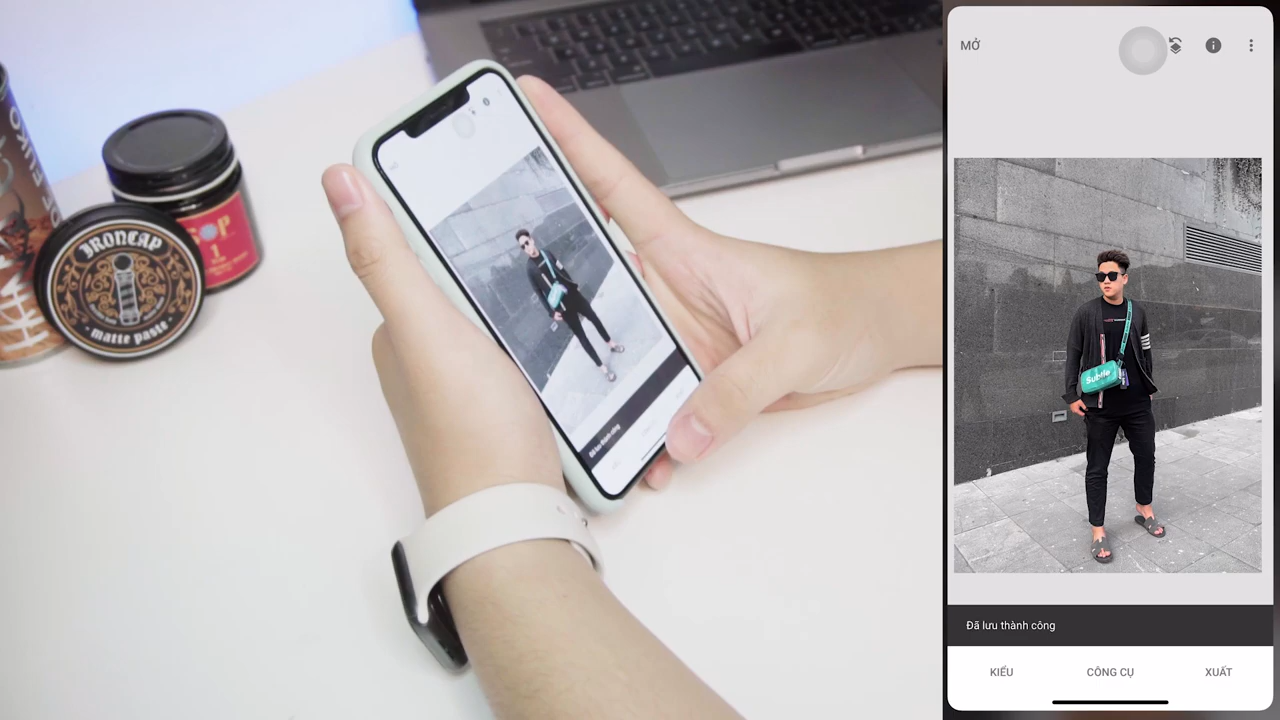 IRONCAP
matte paste
MỞ
Subtle
Đã lưu thành công
KIỂU
CÔNG CỤ
XUẤT